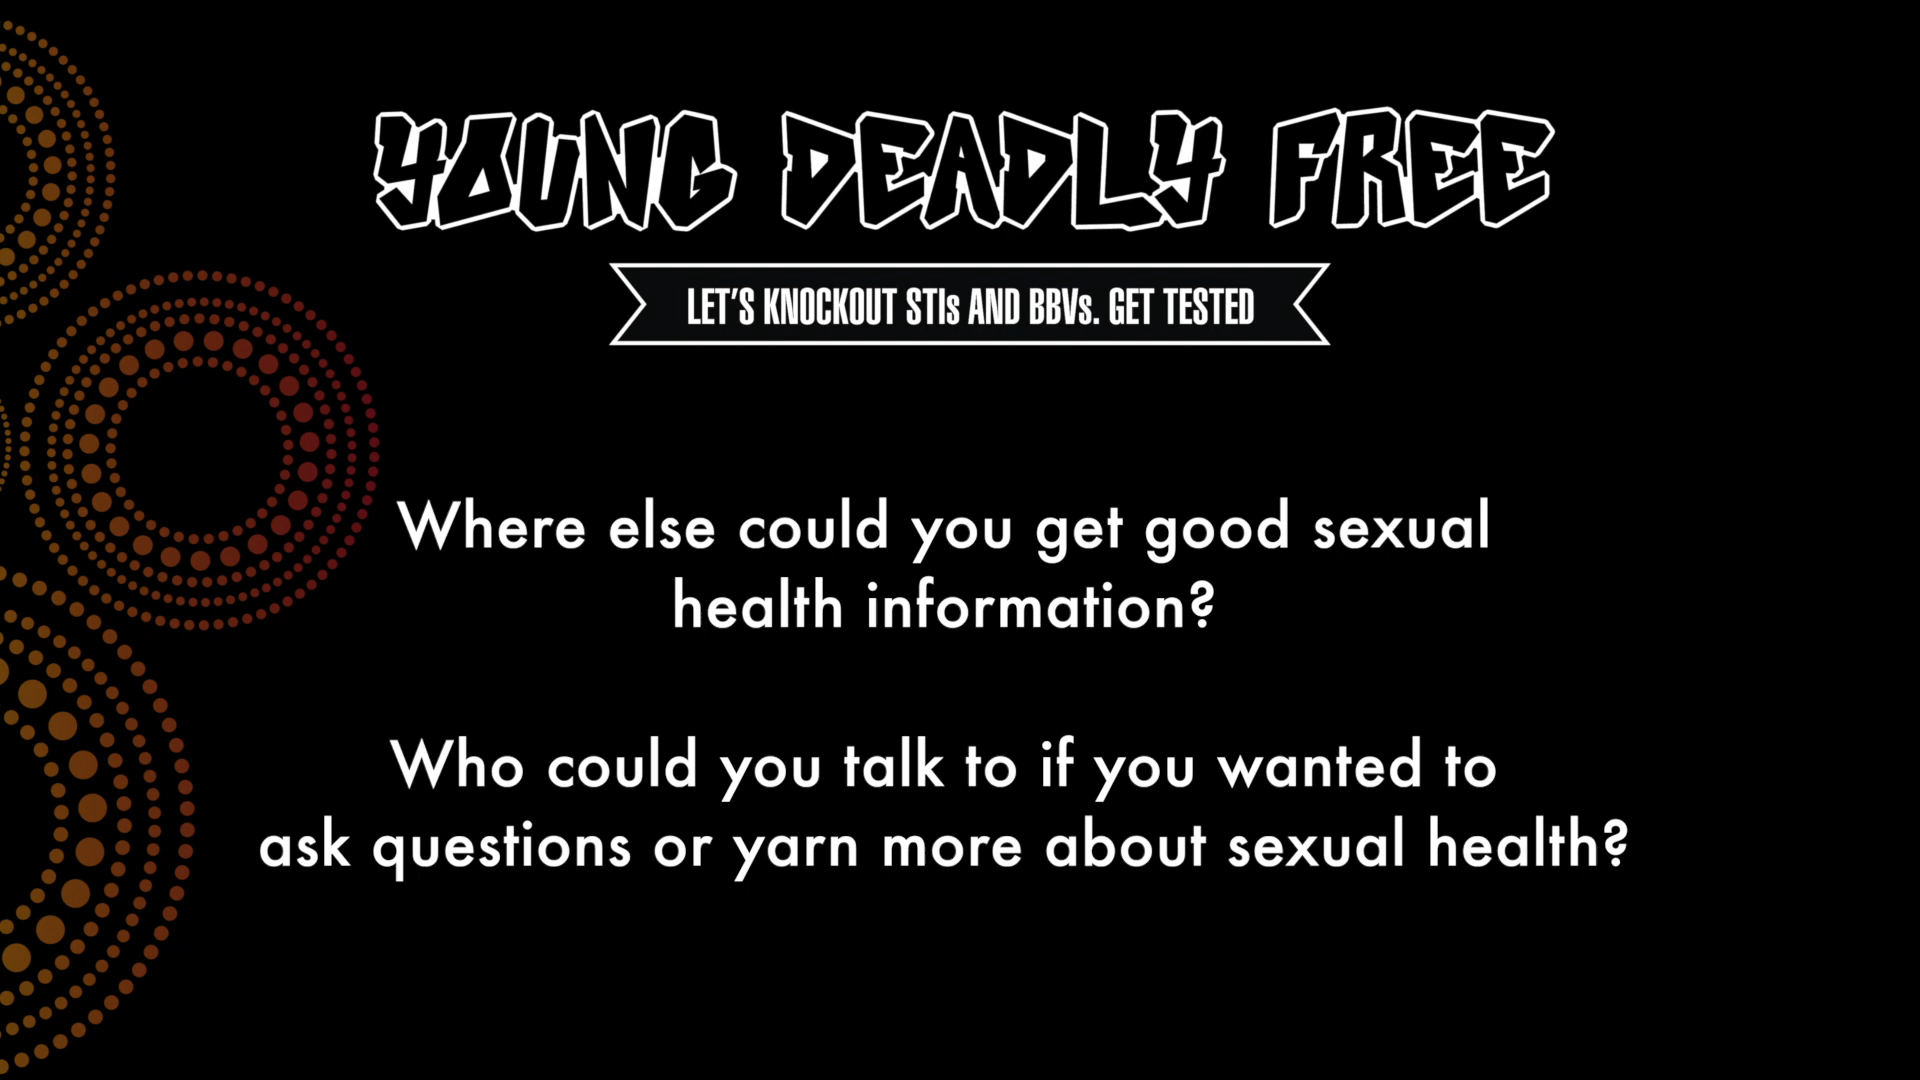 YOUNG DEADLY FREE
LET'S KNOCKOUT STIs AND BBVs. GET TESTED
Where else could you get good sexual
health information?
Who could you talk to if you wanted to
ask questions or yarn more about sexual health?